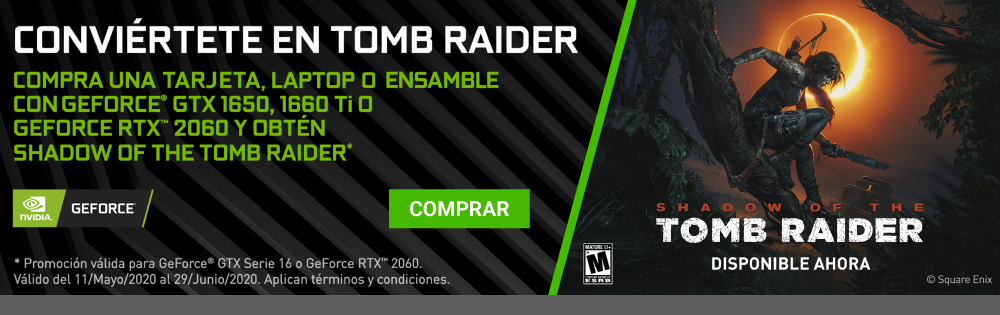 CONVIÉRTETE EN TOMB RAIDER
COMPRA UNA TARJETA, LAPTOP O ENSAMBLE
CON GEFORCE® GTX 1650, 1660 Ti O
GEFORCE RTX™ 2060 Y OBTÉN
SHADOW OF THE TOMB RAIDER*
NVIDIA.
GEFORCE®
COMPRAR
* Promoción válida para GeForce® GTX Serie 16 o GeForce RTX™ 2060.
Válido del 11/Mayo/2020 al 29/Junio/2020. Aplican términos y condiciones.
SHADOW OF THE
TOMB RAIDER
DISPONIBLE AHORA
MATURE 17+
M
ESRB
© Square Enix